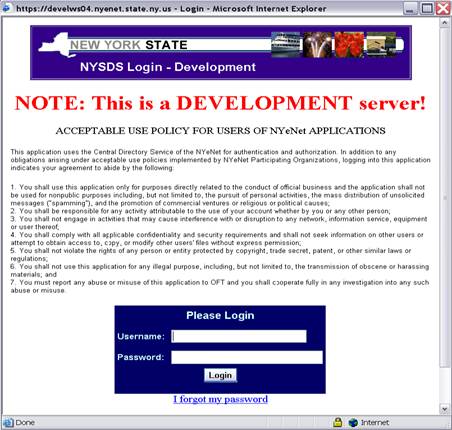 https://develws04.nyenet.state.ny.us - Login - Microsoft Internet Explorer
NEW YORK STATE
NYSDS Login - Development
NOTE: This is a DEVELOPMENT server!
ACCEPTABLE USE POLICY FOR USERS OF NYeNet APPLICATIONS
This application uses the Central Directory Service of the NYeNet for authentication and authorization. In addition to any
obligations arising under acceptable use policies implemented by NYeNet Participating Organizations, logging into this application
indicates your agreement to abide by the following:
1. You shall use this application only for purposes directly related to the conduct of official business and the application shall not
be used for nonpublic purposes including, but not limited to, the pursuit of personal activities, the mass distribution of unsolicited
messages ("spamming"), and the promotion of commercial ventures or religious or political causes;
2. You shall be responsible for any activity attributable to the use of your account whether by you or any other person;
3. You shall not engage in activities that may cause interference with or disruption to any network, information service, equipment
or user thereof;
4. You shall comply with all applicable confidentiality and security requirements and shall not seek information on other users or
attempt to obtain access to, copy, or modify other users' files without express permission;
5. You shall not violate the rights of any person or entity protected by copyright, trade secret, patent, or other similar laws or
regulations;
6. You shall not use this application for any illegal purpose, including, but not limited to, the transmission of obscene or harassing
materials; and
7. You must report any abuse or misuse of this application to OFT and you shall cooperate fully in any investigation into any such
abuse or misuse.
Please Login
Username:
Password:
Login
I forgot my password
Done
Internet